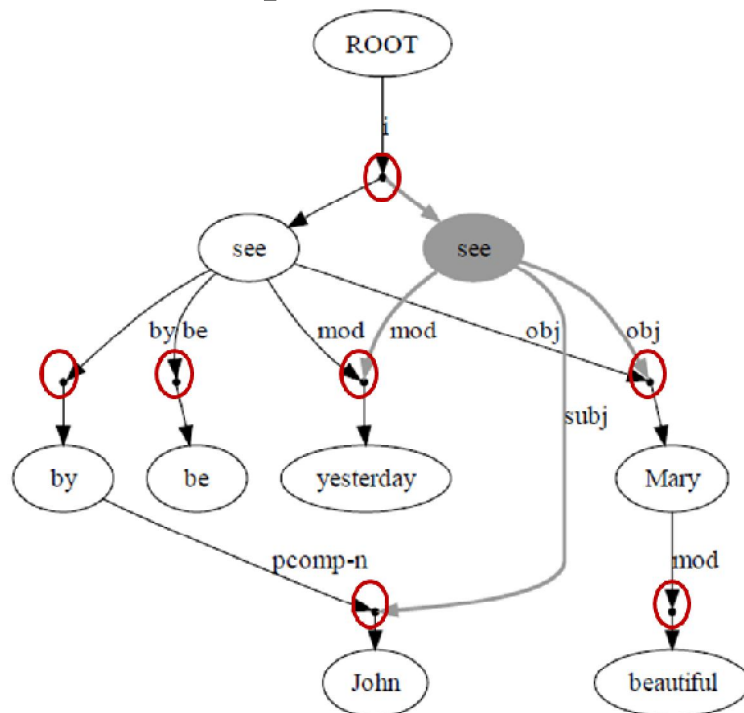 ROOT
i
see see
by be mod mod obj obj
subj
by be yesterday Mary
pcomp-n mod
John beautiful